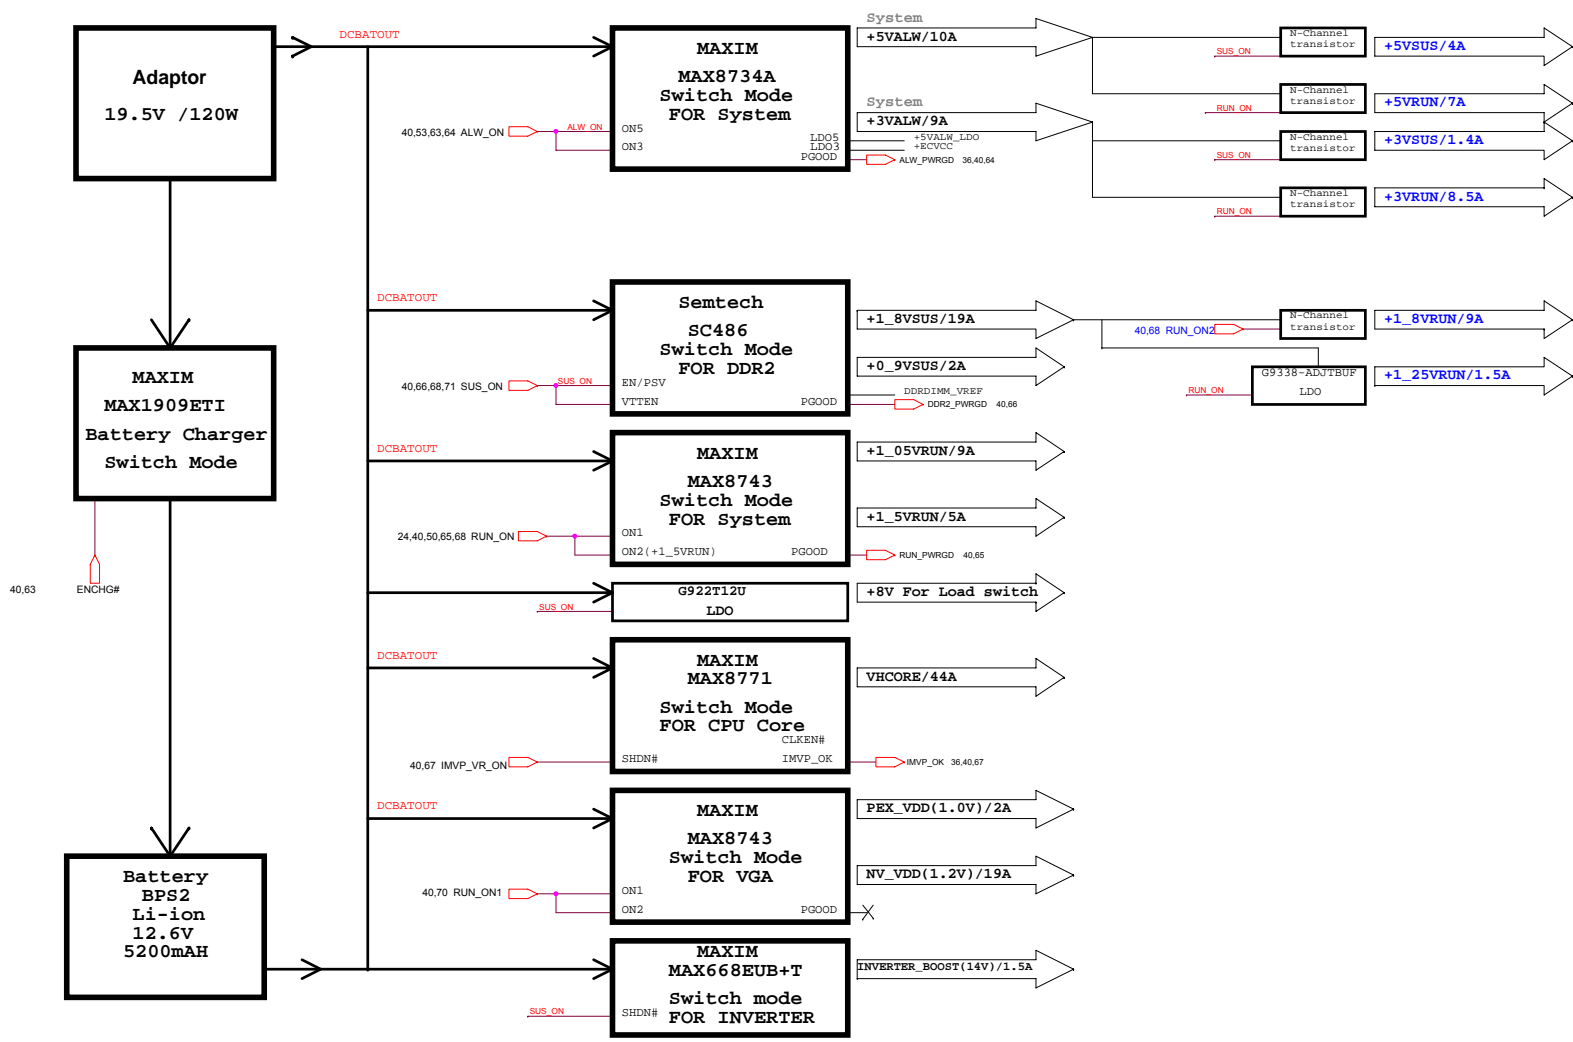 Adaptor
19.5V /120W
MAXIM
MAX1909ETI
Battery Charger
Switch Mode
40,63 ENCHG#
Battery
BPS2
Li-ion
12.6V
5200mAH
DCBATOUT
MAXIM
MAX8734A
Switch Mode
FOR System
40,53,63,64 ALW_ON
ALW_ON
ON5
ON3
LDO5
LDO3
PGOOD
+5VALW_LDO
+ECVCC
ALW_PWRGD 36,40,64
System
+5VALW/10A
System
+3VALW/9A
N-Channel
transistor
SUS_ON
+5VSUS/4A
N-Channel
transistor
RUN_ON
+5VRUN/7A
N-Channel
transistor
SUS_ON
+3VSUS/1.4A
N-Channel
transistor
RUN_ON
+3VRUN/8.5A
DCBATOUT
Semtech
SC486
Switch Mode
FOR DDR2
40,66,68,71 SUS_ON
SUS_ON
EN/PSV
VTTEN
PGOOD
+1_8VSUS/19A
+0_9VSUS/2A
DDRDIMM_VREF
DDR2_PWRGD 40,66
40,68 RUN_ON2
N-Channel
transistor
+1_8VRUN/9A
RUN_ON
G9338-ADJTBUF
LDO
+1_25VRUN/1.5A
DCBATOUT
MAXIM
MAX8743
Switch Mode
FOR System
24,40,50,65,68 RUN_ON
ON1
ON2(+1_5VRUN)
PGOOD
+1_05VRUN/9A
+1_5VRUN/5A
RUN_PWRGD 40,65
G922T12U
LDO
SUS_ON
+8V For Load switch
DCBATOUT
MAXIM
MAX8771
Switch Mode
FOR CPU Core
CLKEN#
40,67 IMVP_VR_ON
SHDN#
IMVP_OK
VHCORE/44A
IMVP_OK 36,40,67
DCBATOUT
MAXIM
MAX8743
Switch Mode
FOR VGA
40,70 RUN_ON1
ON1
ON2
PGOOD
PEX_VDD(1.0V)/2A
NV_VDD(1.2V)/19A
MAXIM
MAX668EUB+T
Switch mode
FOR INVERTER
SUS_ON
SHDN#
INVERTER_BOOST(14V)/1.5A